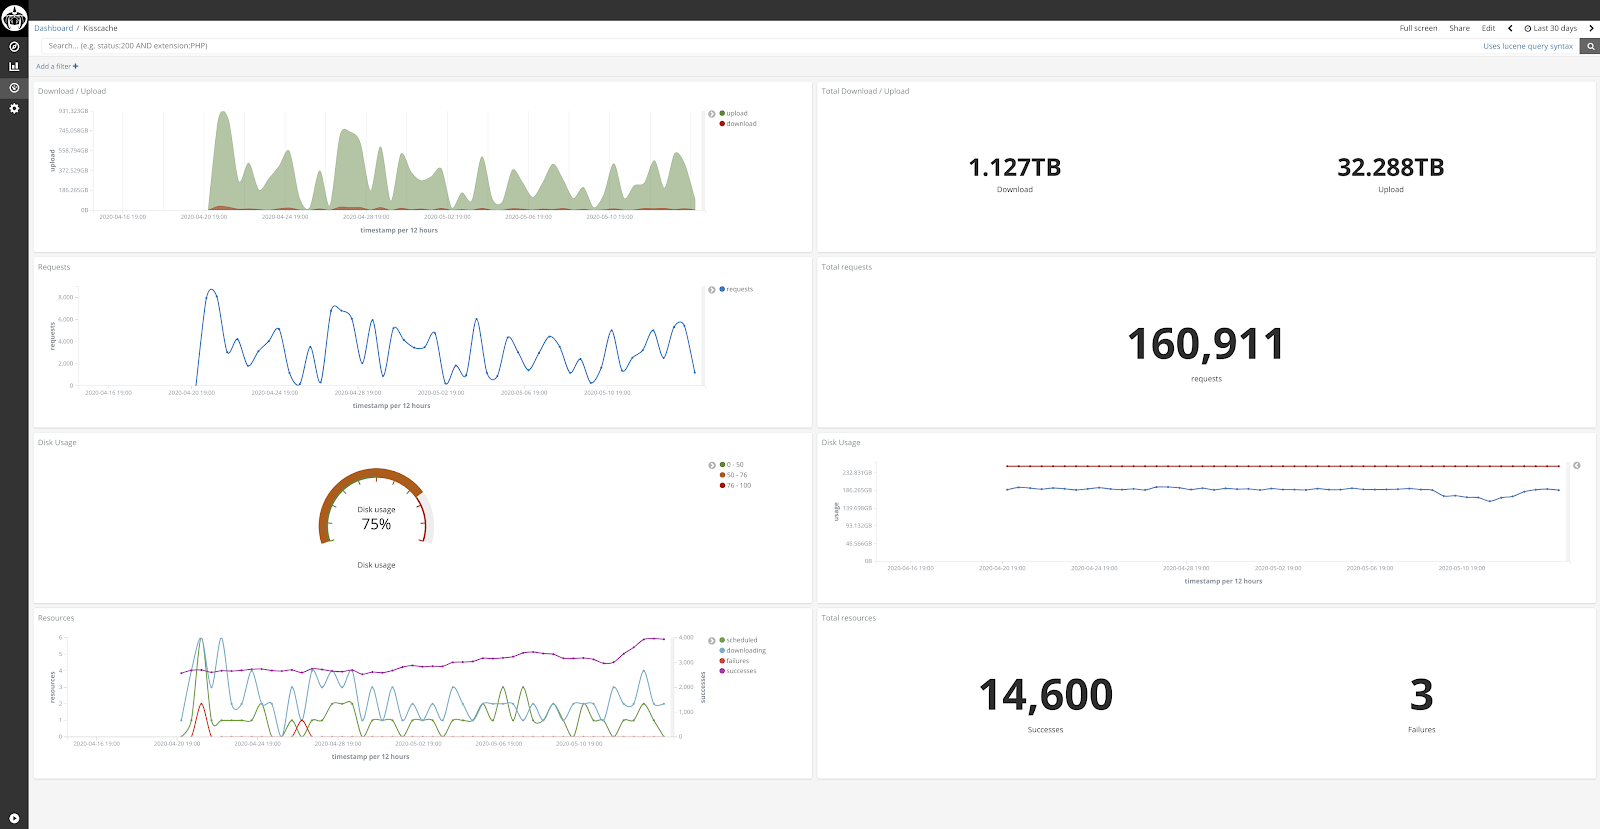 Dashboard / Kisscache
Full screen Share Edit Last 30 days
Search... (e.g. status:200 AND extension:PHP)
Uses lucene query syntax
Add a filter +
Download / Upload
931.323GB
745.058GB
558.794GB
372.529GB
186.265GB
0B
upload
2020-04-16 19:00 2020-04-20 19:00 2020-04-24 19:00 2020-04-28 19:00 2020-05-02 19:00 2020-05-06 19:00 2020-05-10 19:00
timestamp per 12 hours
upload
download
Total Download / Upload
1.127TB
Download
32.288TB
Upload
Requests
8,000
6,000
4,000
2,000
0
requests
2020-04-16 19:00 2020-04-20 19:00 2020-04-24 19:00 2020-04-28 19:00 2020-05-02 19:00 2020-05-06 19:00 2020-05-10 19:00
timestamp per 12 hours
requests
Total requests
160,911
requests
Disk Usage
Disk usage
75%
Disk usage
0 - 50
50 - 76
76 - 100
Disk Usage
232.831GB
186.265GB
139.698GB
93.132GB
46.566GB
0B
usage
2020-04-16 19:00 2020-04-20 19:00 2020-04-24 19:00 2020-04-28 19:00 2020-05-02 19:00 2020-05-06 19:00 2020-05-10 19:00
timestamp per 12 hours
Resources
6
5
4
3
2
1
0
resources
4,000
3,000
2,000
1,000
0
successes
2020-04-16 19:00 2020-04-20 19:00 2020-04-24 19:00 2020-04-28 19:00 2020-05-02 19:00 2020-05-06 19:00 2020-05-10 19:00
timestamp per 12 hours
scheduled
downloading
failures
successes
Total resources
14,600
Successes
3
Failures